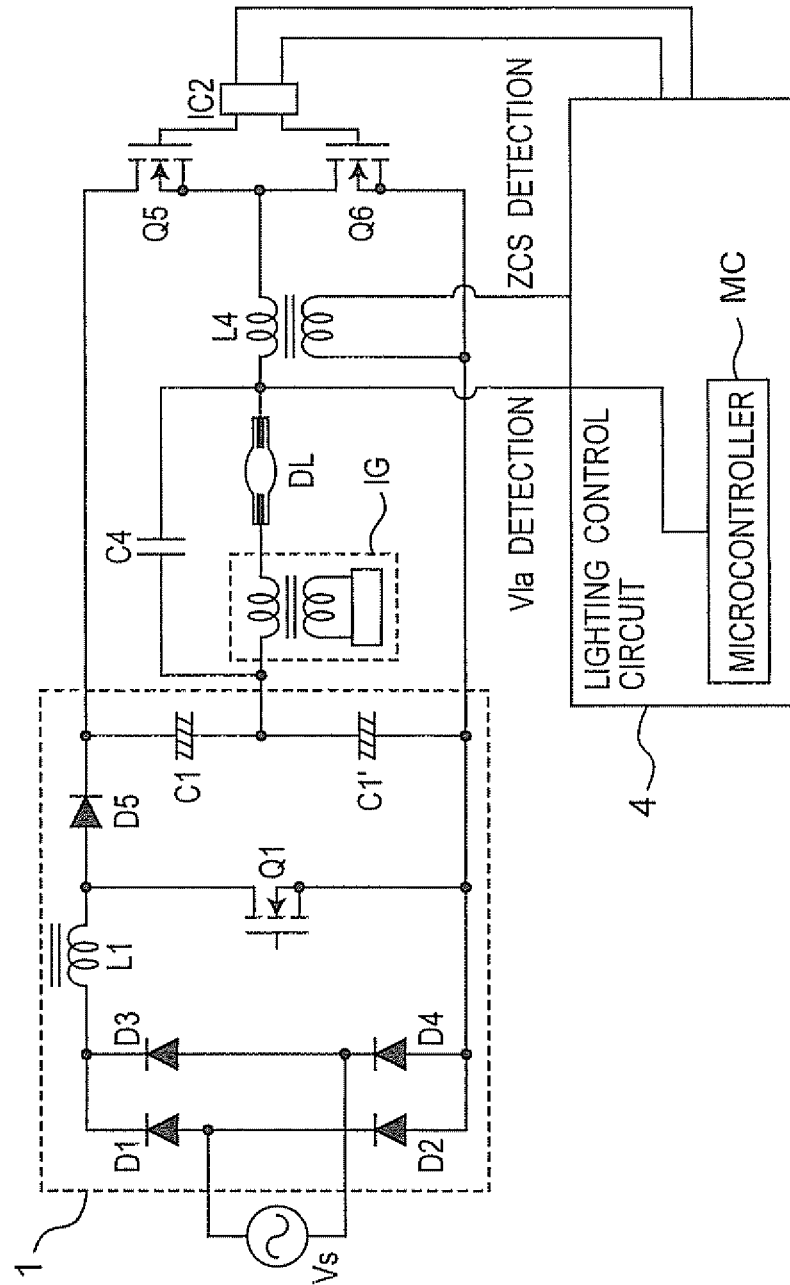 1
Vs
D1
D2
D3
D4
L1
Q1
D5
C1
C1'
C4
IG
DL
L4
Q5
Q6
IC2
Vla DETECTION
ZCS DETECTION
4
LIGHTING CONTROL
CIRCUIT
MICROCONTROLLER
MC